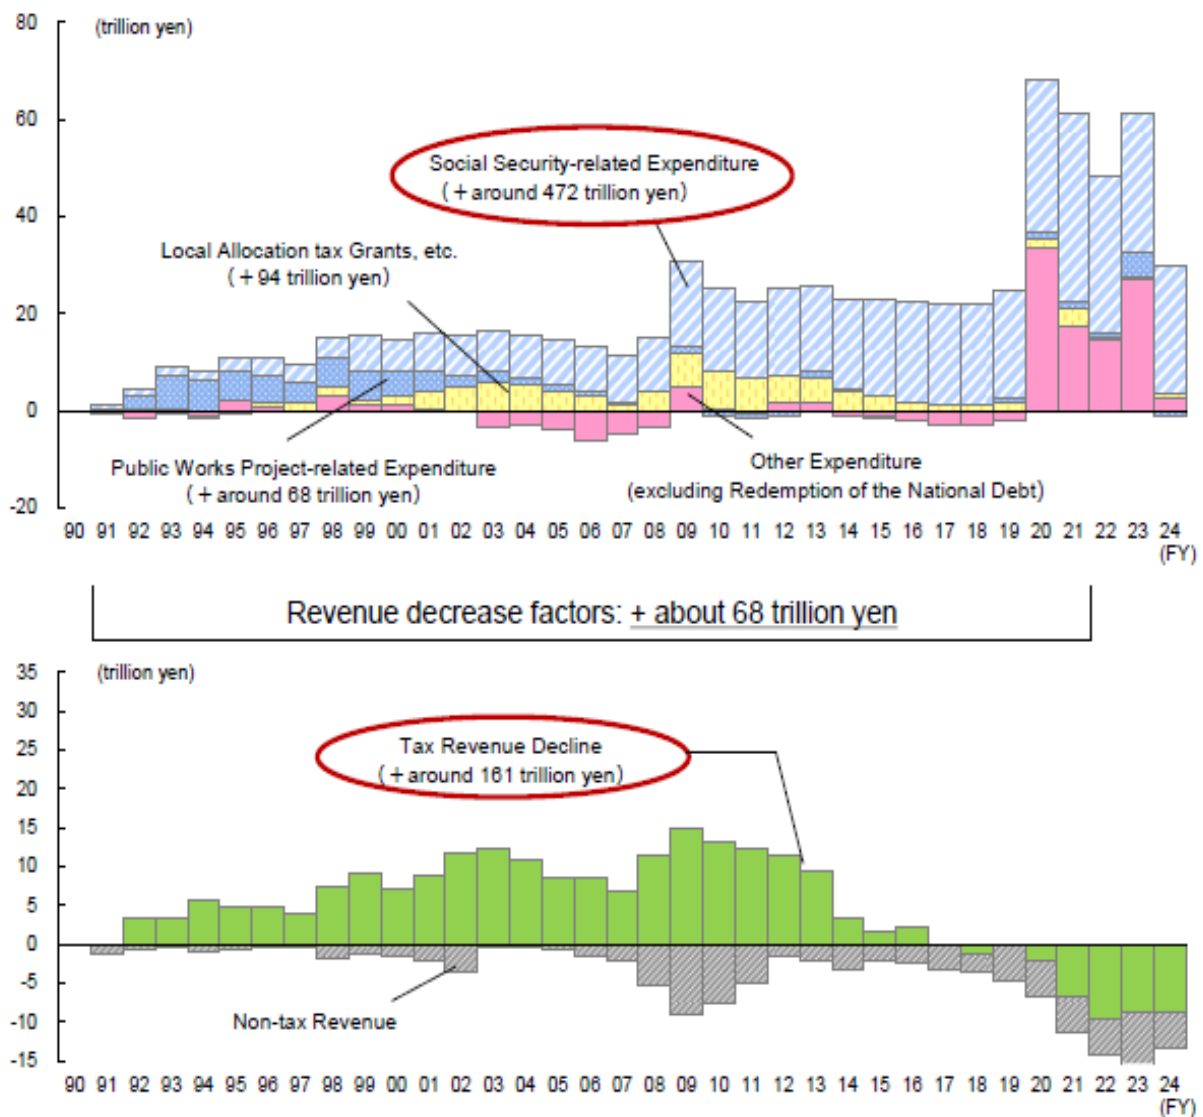 80
(trillion yen)
60
Social Security-related Expenditure
(+around 472 trillion yen)
40
Local Allocation tax Grants, etc.
(+94 trillion yen)
20
0
Public Works Project-related Expenditure
(+around 68 trillion yen)
Other Expenditure
(excluding Redemption of the National Debt)
-20
90 91 92 93 94 95 96 97 98 99 00 01 02 03 04 05 06 07 08 09 10 11 12 13 14 15 16 17 18 19 20 21 22 23 24
(FY)
Revenue decrease factors: + about 68 trillion yen
35
(trillion yen)
30
25
Tax Revenue Decline
(+around 161 trillion yen)
20
15
10
5
0
-5
Non-tax Revenue
-10
-15
90 91 92 93 94 95 96 97 98 99 00 01 02 03 04 05 06 07 08 09 10 11 12 13 14 15 16 17 18 19 20 21 22 23 24
(FY)